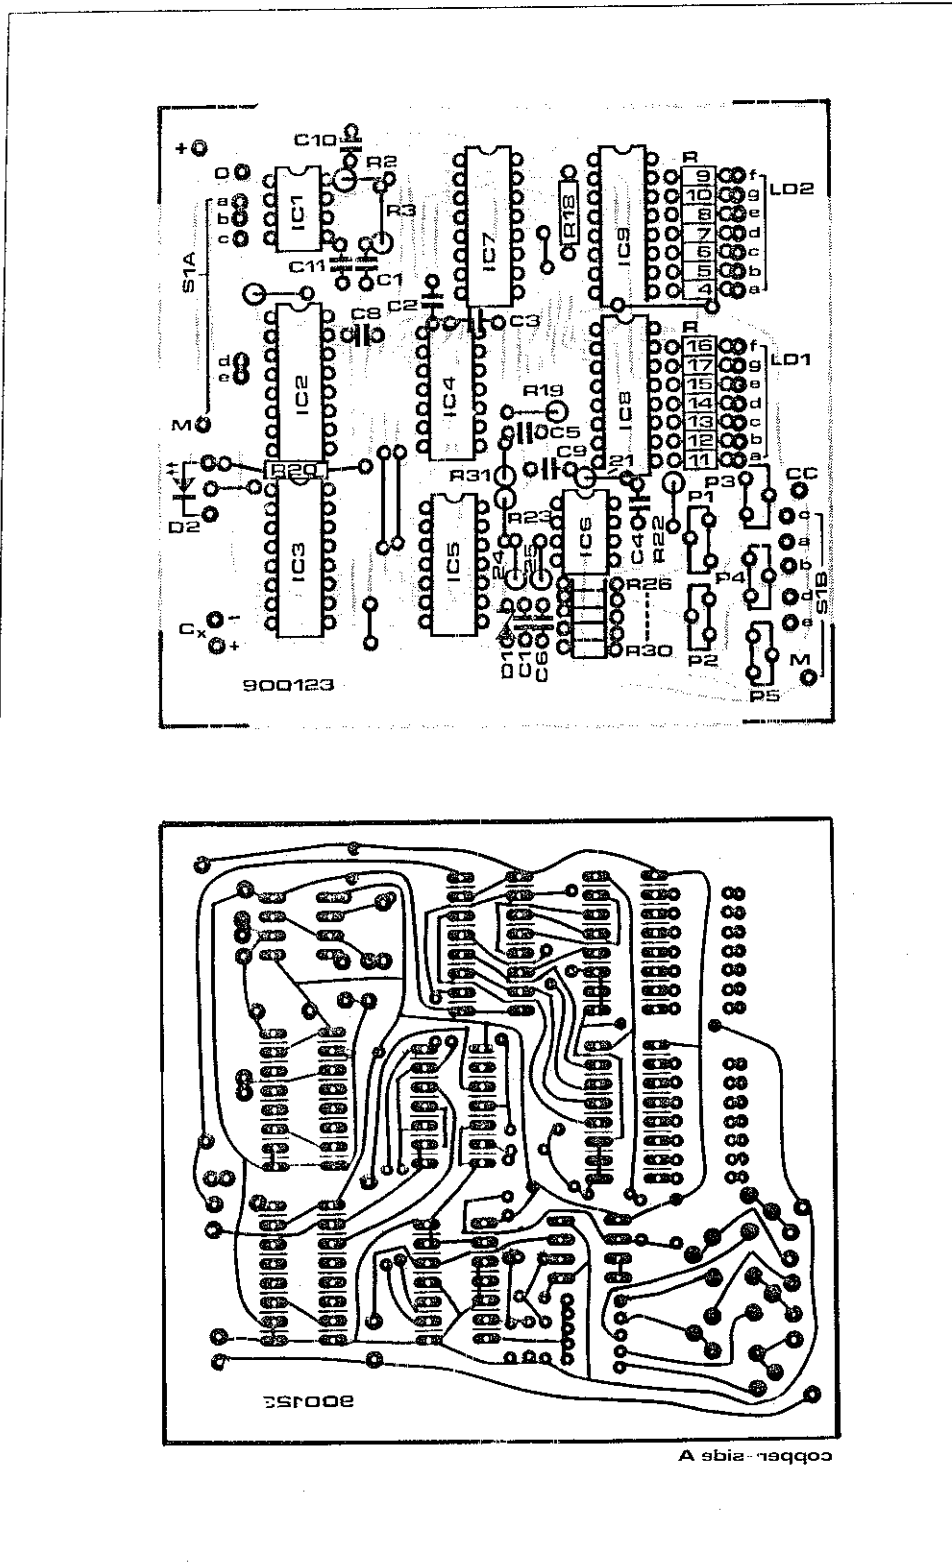 C10
+
O
R2
R
9 f
a
10 g
LD2
b
IC1
R3
8 e
c
IC7
R18
IC9
7 d
S1A
C11
6 c
C1
5 b
C2
4 a
C8
C3
R
16 f
17 g
LD1
d
IC2
IC4
15 e
e
R19
IC8
14 d
M
C5
13 c
12 b
R20
R31
C9
21
11 a
P3
CC
D2
R23
IC6
C4
R22
P1
c
IC3
IC5
24
25
P4
a
b
R26
d
S1B
Cx
-
+
D1
C1
C6
R30
P2
e
M
P5
900123
900123
copper-side A